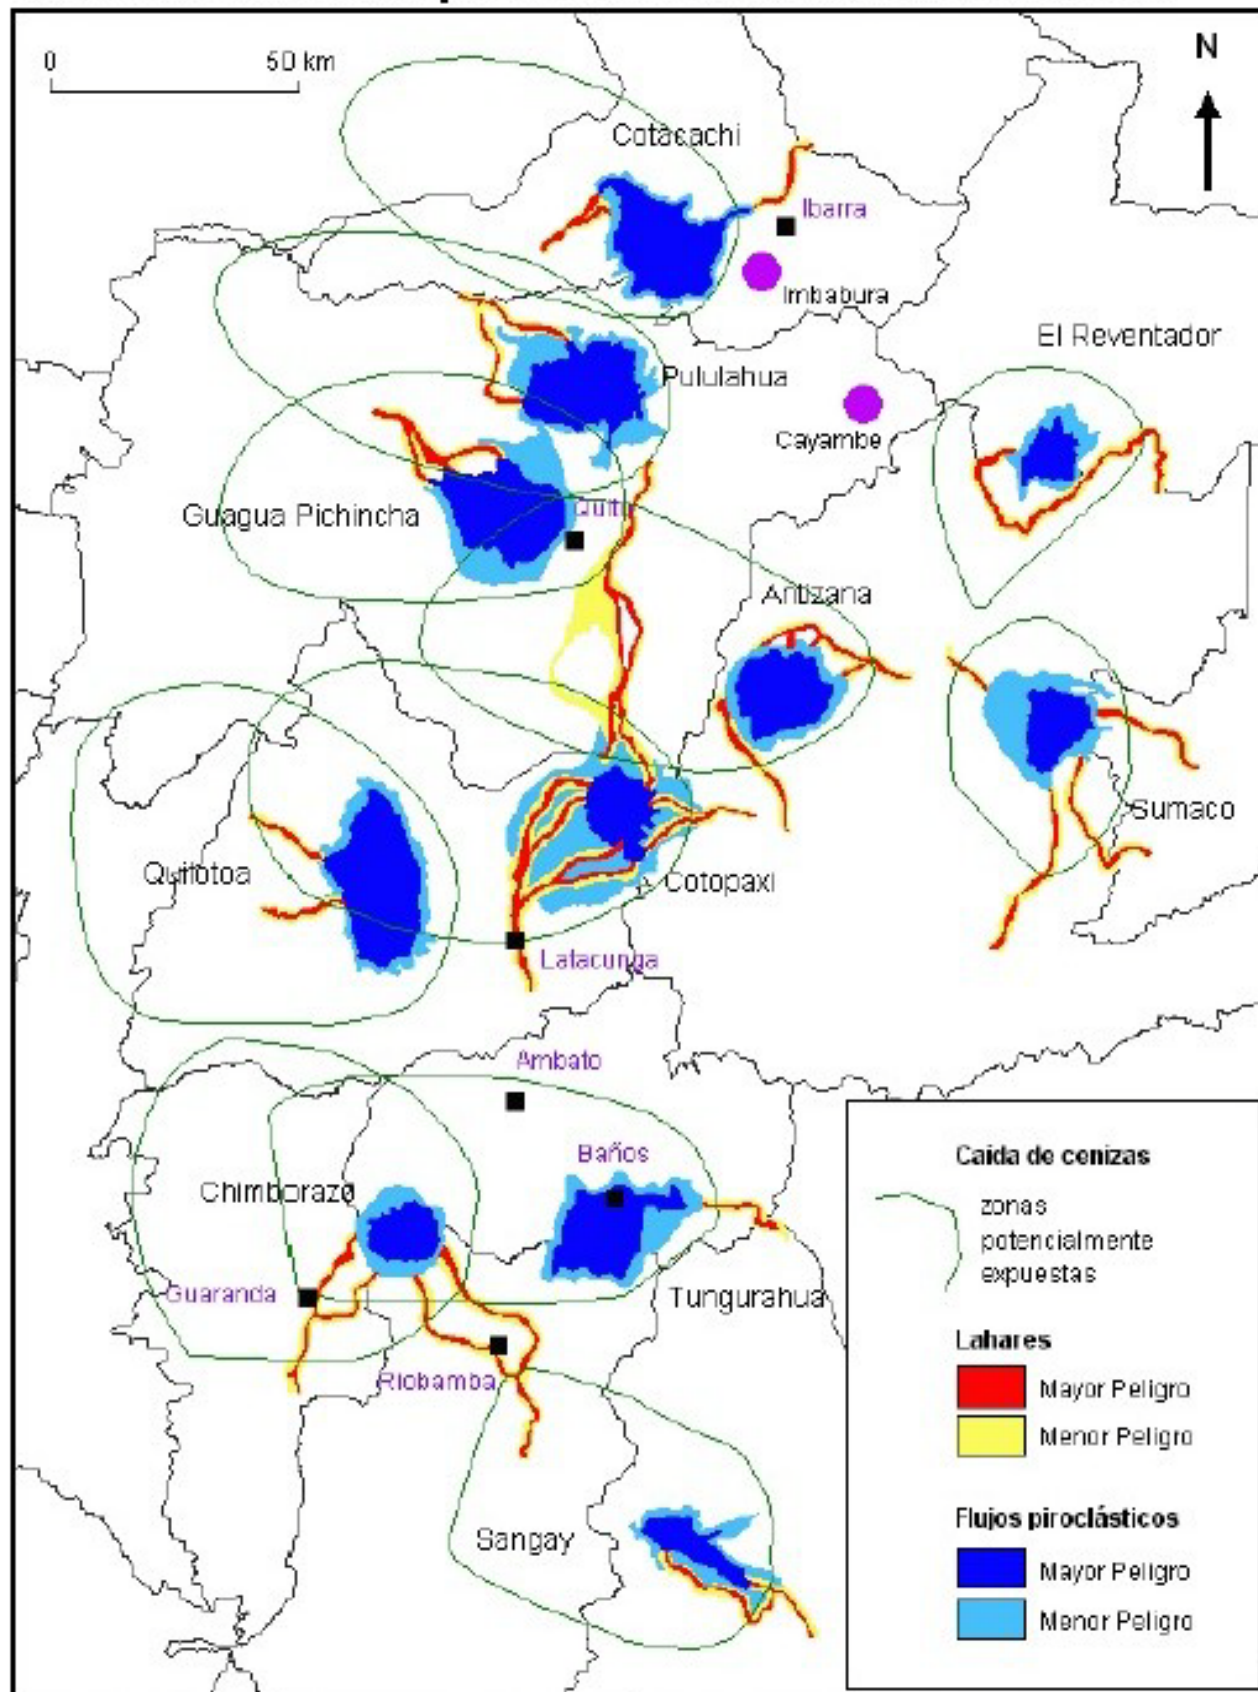 0 50 km
N
Cotacachi
Ibarra
Imbabura
El Reventador
Pululahua
Cayambe
Guagua Pichincha
Quito
Antizana
Quilotoa
Sumaco
Cotopaxi
Latacunga
Ambato
Baños
Chimborazo
Guaranda
Tungurahua
Riobamba
Sangay
Caida de cenizas
zonas
potencialmente
expuestas
Lahares
Mayor Peligro
Menor Peligro
Flujos piroclásticos
Mayor Peligro
Menor Peligro